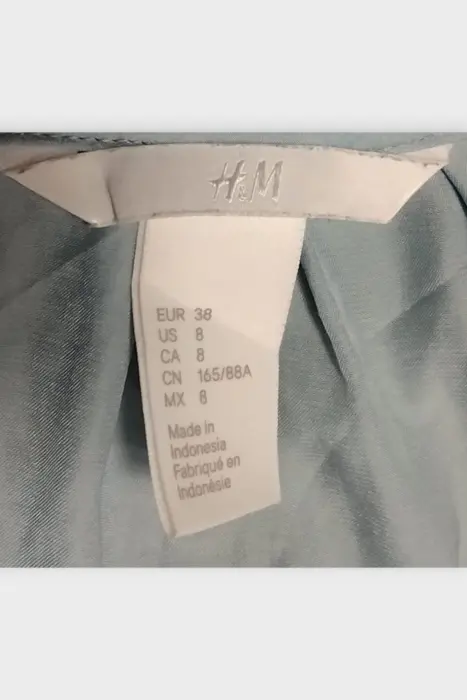 H&M
EUR 38
US 8
CA 8
CN 165/88A
MX 8
Made in
Indonesia
Fabriqué en
Indonésie